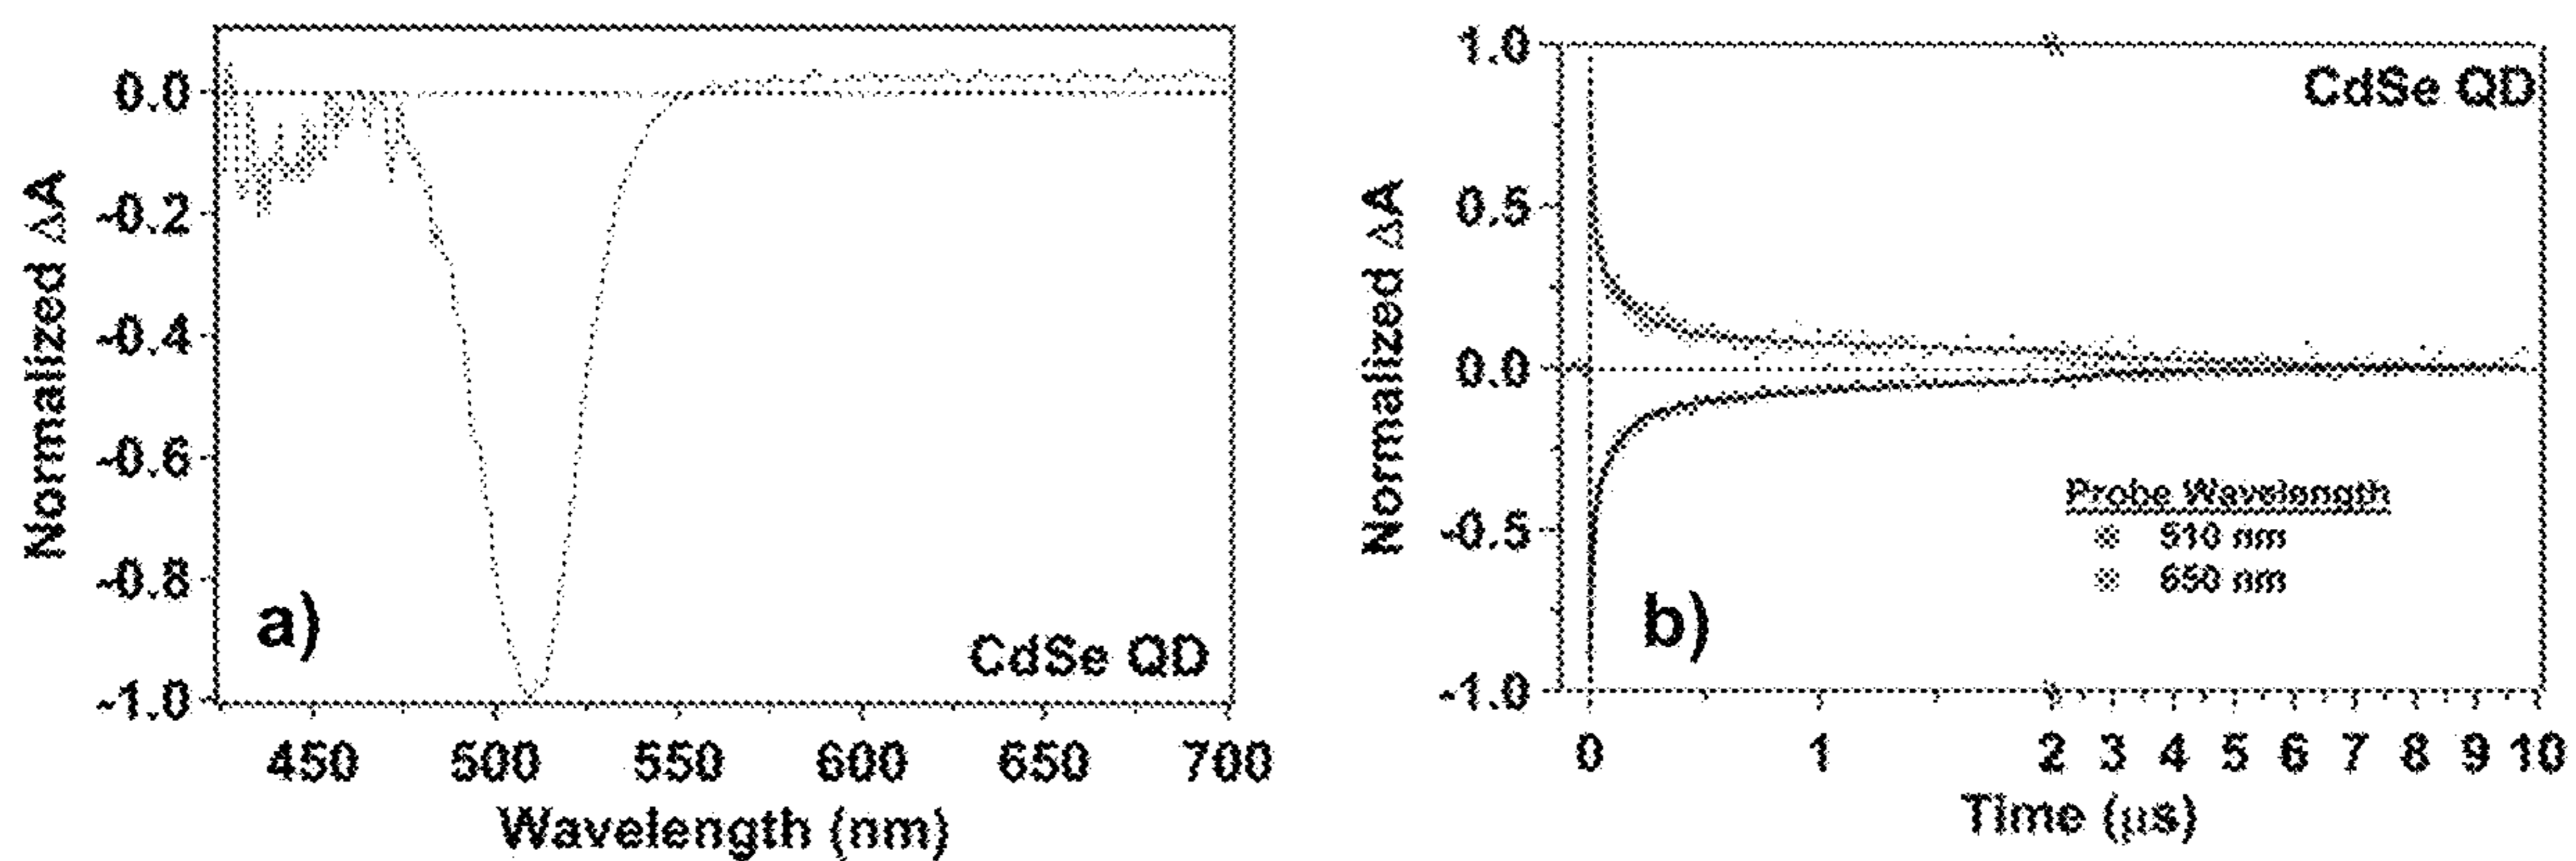 Normalized ΔA
0.0
-0.2
-0.4
-0.6
-0.8
-1.0
a)
CdSe QD
450 500 550 600 650 700
Wavelength (nm)
Normalized ΔA
1.0
0.5
0.0
-0.5
-1.0
CdSe QD
Probe Wavelength
510 nm
650 nm
b)
0 1 2 3 4 5 6 7 8 9 10
Time (μs)